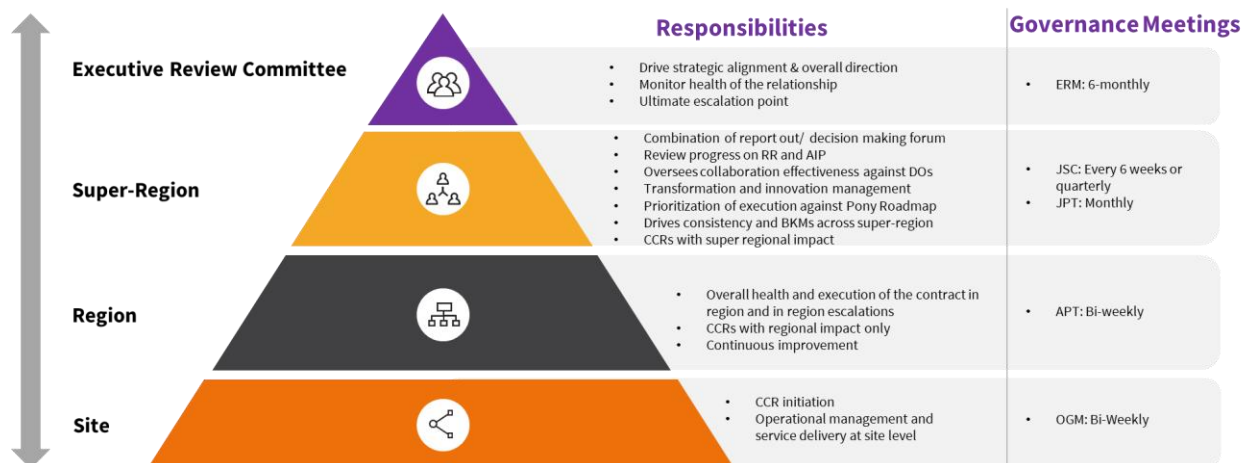 Responsibilities
Governance Meetings
Executive Review Committee
• Drive strategic alignment & overall direction
• Monitor health of the relationship
• Ultimate escalation point
• ERM: 6-monthly
Super-Region
• Combination of report out/ decision making forum
• Review progress on RR and AIP
• Oversees collaboration effectiveness against DOs
• Transformation and innovation management
• Prioritization of execution against Pony Roadmap
• Drives consistency and BKMs across super-region
• CCRs with super regional impact
• JSC: Every 6 weeks or
quarterly
• JPT: Monthly
Region
• Overall health and execution of the contract in
region and in region escalations
• CCRs with regional impact only
• Continuous improvement
• APT: Bi-weekly
Site
• CCR initiation
• Operational management and
service delivery at site level
• OGM: Bi-Weekly